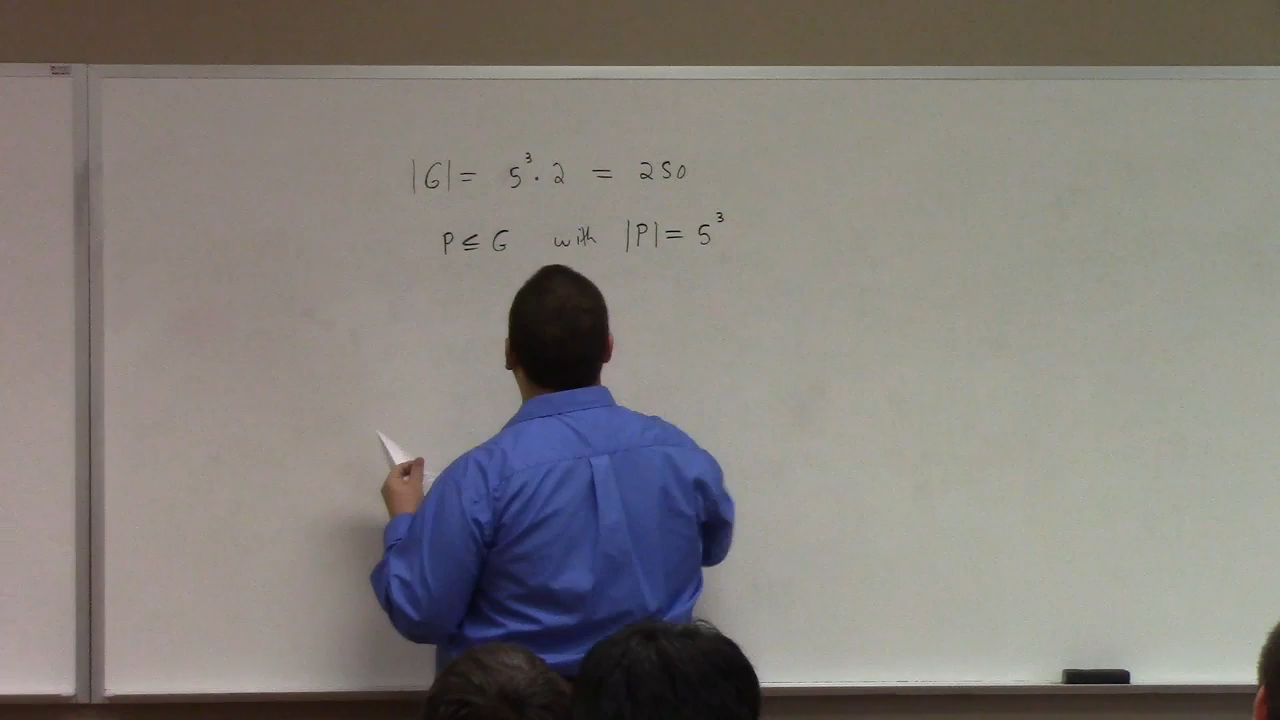 |G| = 5³ · 2 = 250
P ≤ G with |P| = 5³